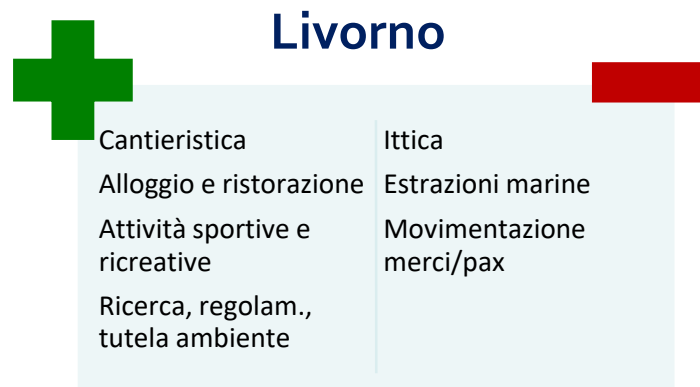 Livorno
Cantieristica
Alloggio e ristorazione
Attività sportive e
ricreative
Ricerca, regolam.,
tutela ambiente
Ittica
Estrazioni marine
Movimentazione
merci/pax